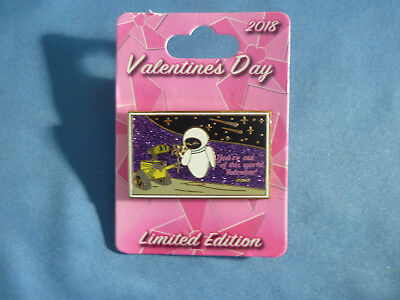 2018
Valentine's Day
You're out
of this world,
Valentine!
Limited Edition